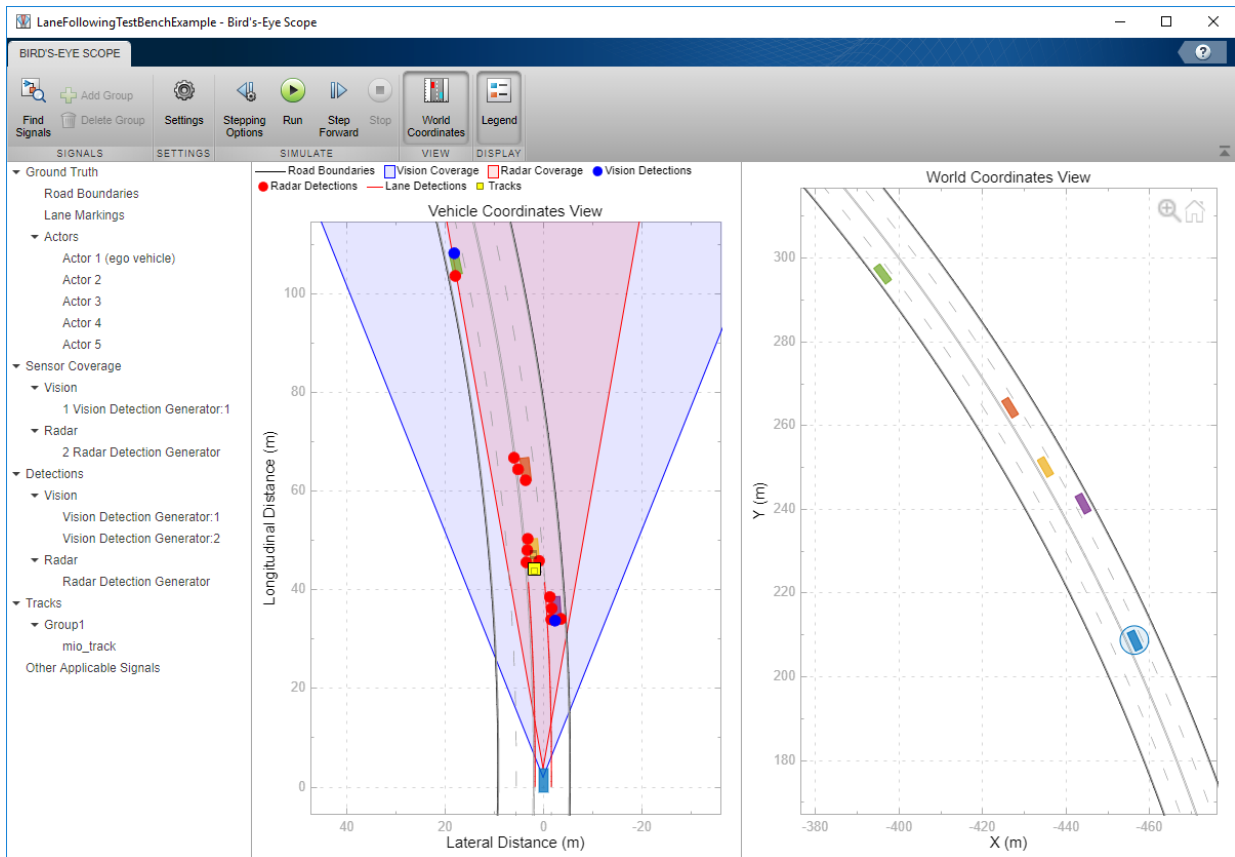 LaneFollowingTestBenchExample - Bird's-Eye Scope
BIRD'S-EYE SCOPE
?
Find Signals
Add Group
Delete Group
Settings
Stepping Options
Run
Step Forward
Stop
World Coordinates
Legend
SIGNALS
SETTINGS
SIMULATE
VIEW
DISPLAY
Ground Truth
Road Boundaries
Lane Markings
Actors
Actor 1 (ego vehicle)
Actor 2
Actor 3
Actor 4
Actor 5
Sensor Coverage
Vision
1 Vision Detection Generator:1
Radar
2 Radar Detection Generator
Detections
Vision
Vision Detection Generator:1
Vision Detection Generator:2
Radar
Radar Detection Generator
Tracks
Group1
mio_track
Other Applicable Signals
Road Boundaries Vision Coverage Radar Coverage Vision Detections
Radar Detections Lane Detections Tracks
Vehicle Coordinates View
Longitudinal Distance (m)
100
80
60
40
20
0
40 20 0 -20
Lateral Distance (m)
World Coordinates View
Y (m)
300
280
260
240
220
200
180
-380 -400 -420 -440 -460
X (m)